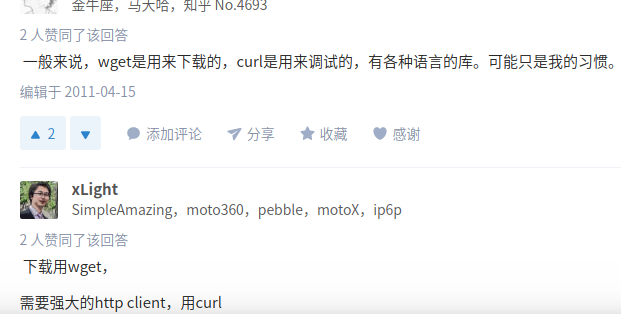 金牛座，马大哈，知乎 No.4693
2 人赞同了该回答
一般来说，wget是用来下载的，curl是用来调试的，有各种语言的库。可能只是我的习惯。
编辑于 2011-04-15
2 添加评论 分享 收藏 感谢
xLight
SimpleAmazing，moto360，pebble，motoX，ip6p
2 人赞同了该回答
下载用wget，
需要强大的http client，用curl